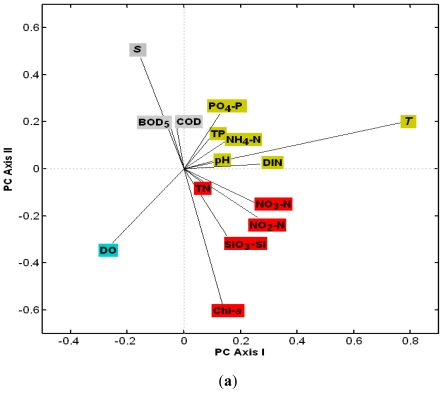 0.6
S
0.4
PO4-P
0.2
BOD5 COD
T
TP
NH4-N
pH
DIN
0
TN
NO3-N
-0.2
NO2-N
SiO3-Si
DO
-0.4
-0.6
Chl-a
PC Axis II
-0.4 -0.2 0 0.2 0.4 0.6 0.8
PC Axis I
(a)